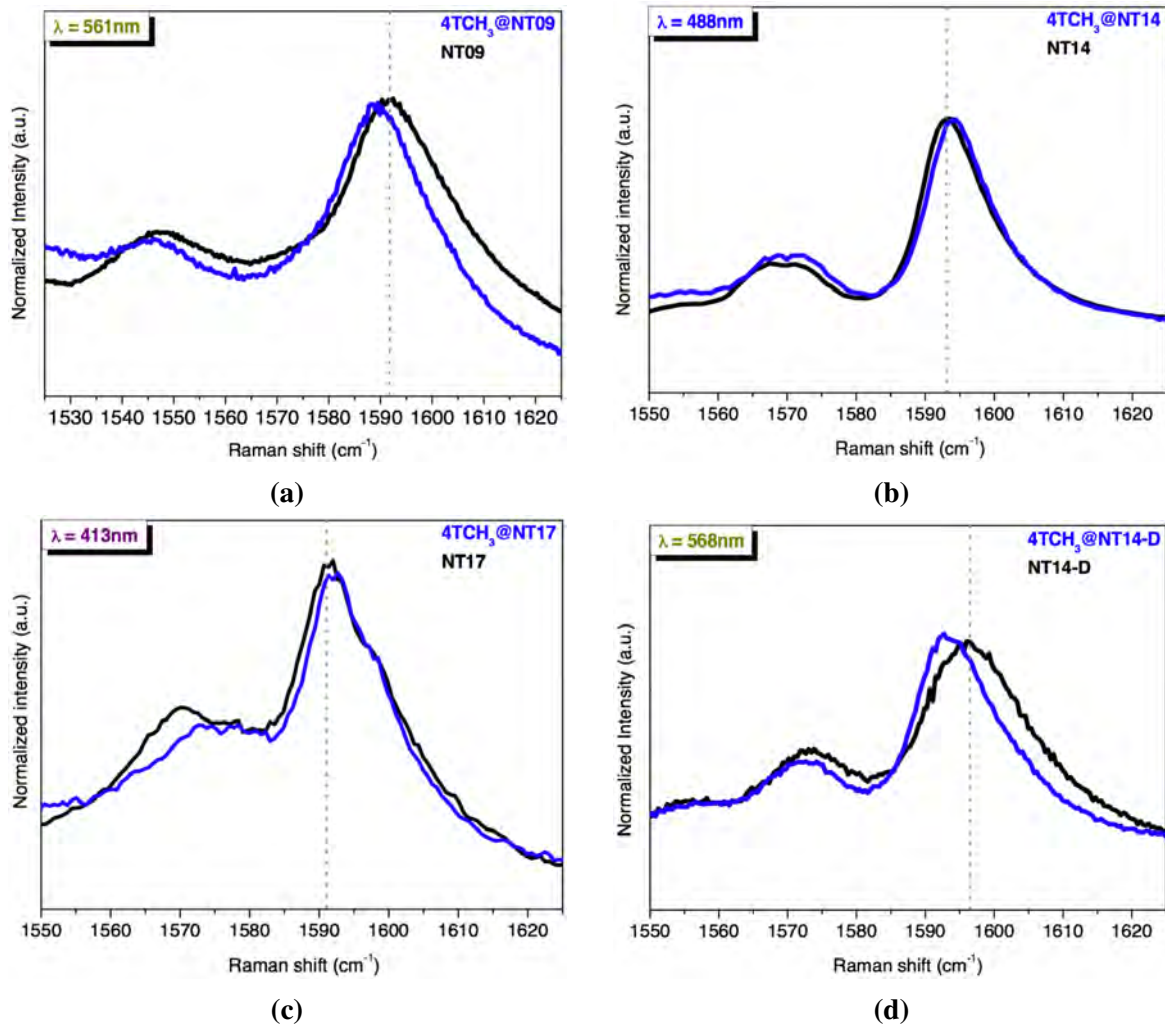 λ = 561nm
4TCH₃@NT09
NT09
Normalized Intensity (a.u.)
1530 1540 1550 1560 1570 1580 1590 1600 1610 1620
Raman shift (cm⁻¹)
(a)
λ = 488nm
4TCH₃@NT14
NT14
Normalized intensity (a.u.)
1550 1560 1570 1580 1590 1600 1610 1620
Raman shift (cm⁻¹)
(b)
λ = 413nm
4TCH₃@NT17
NT17
Normalized intensity (a.u.)
1550 1560 1570 1580 1590 1600 1610 1620
Raman shift (cm⁻¹)
(c)
λ = 568nm
4TCH₃@NT14-D
NT14-D
Normalized Intensity (a.u.)
1550 1560 1570 1580 1590 1600 1610 1620
Raman shift (cm⁻¹)
(d)